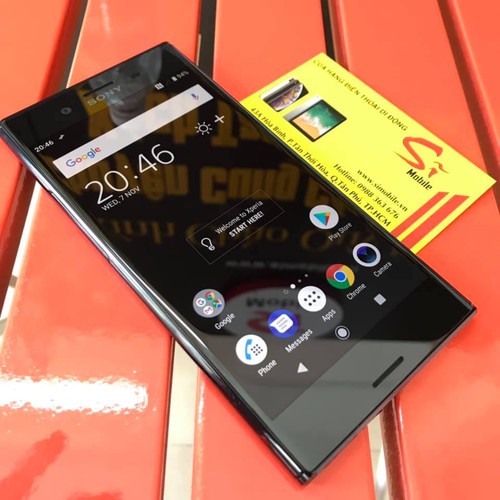 SONY
20:46
94%
Google
20:46
WED, 7 NOV
Welcome to Xperia
START HERE!
Play Store
Camera
Chrome
Apps
Messages
Phone
Google
CỬA HÀNG ĐIỆN THOẠI DI ĐỘNG
Mobile
www.simobile.vn
Hotline: 0988 363 676
43A Hòa Bình, P.Tân Thới Hòa, Q.Tân Phú, TP.HCM